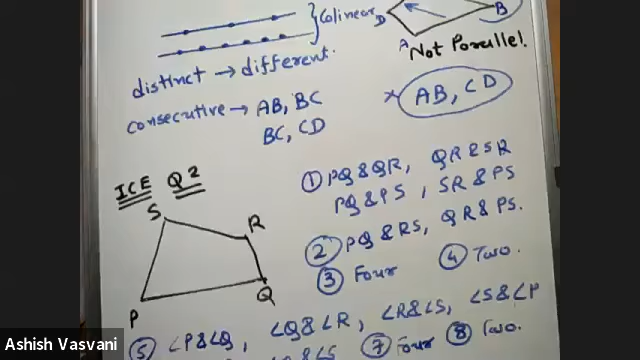 Colinear
D
B
A
Not Parallel.
distinct → different.
consecutive → AB, BC
BC, CD
* AB, CD
ICE Q2
S
R
P
Q
① PQ & QR, QR & SR
PQ & PS, SR & PS
② PQ & RS, QR & PS.
③ Four
④ Two.
⑤ ∠P&∠Q, ∠Q&∠R, ∠R&∠S, ∠S&∠P
⑦ Four ⑧ Two.
&∠S
Ashish Vasvani